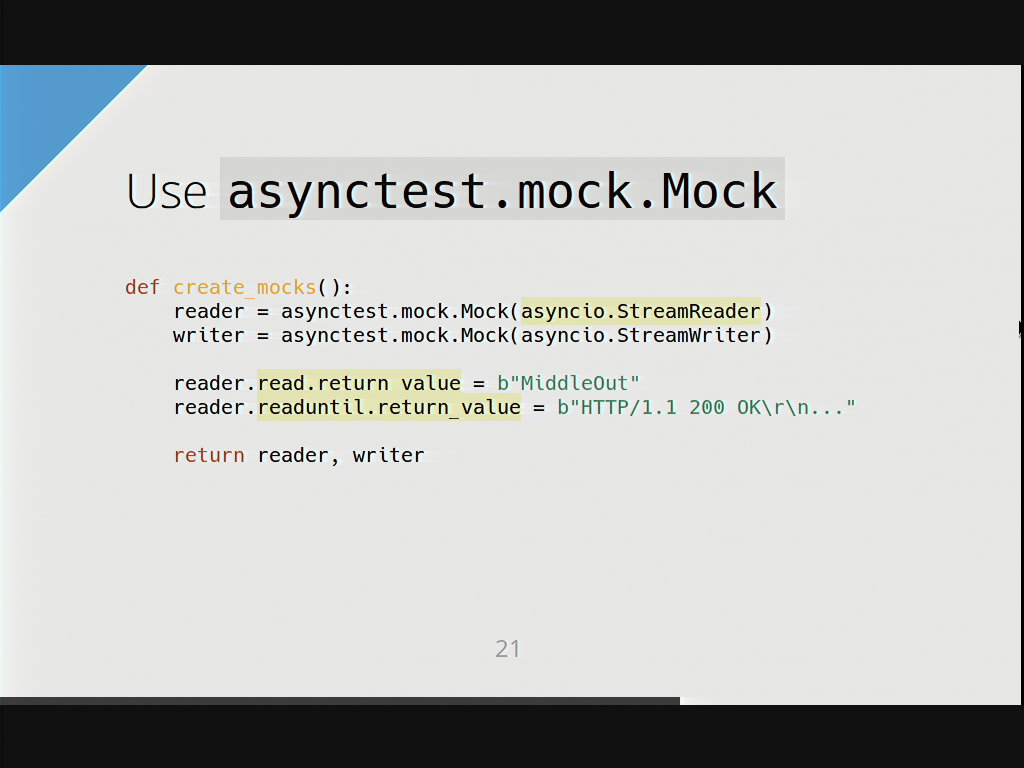 Use asynctest.mock.Mock
def create_mocks():
    reader = asynctest.mock.Mock(asyncio.StreamReader)
    writer = asynctest.mock.Mock(asyncio.StreamWriter)
    reader.read.return_value = b"MiddleOut"
    reader.readuntil.return_value = b"HTTP/1.1 200 OK\r\n..."
    return reader, writer
21